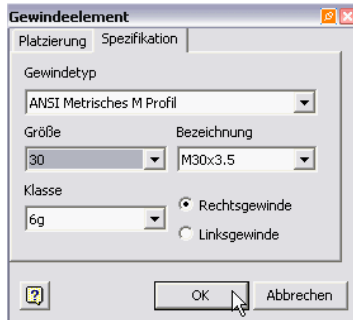 Gewindeelement
Platzierung Spezifikation
Gewindetyp
ANSI Metrisches M Profil
Größe Bezeichnung
30 M30x3.5
Klasse
6g
Rechtsgewinde
Linksgewinde
? OK Abbrechen